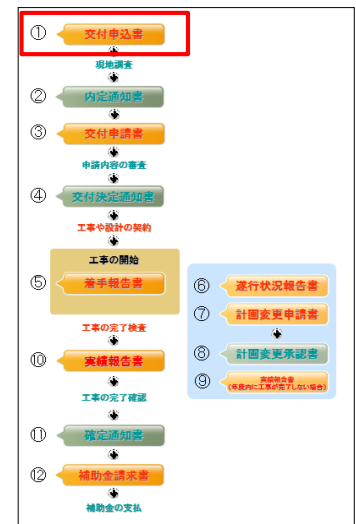 ① 交付申込書
現地調査
② 内定通知書
③ 交付申請書
申請内容の審査
④ 交付決定通知書
工事や設計の契約
工事の開始
⑤ 着手報告書
工事の完了検査
⑥ 遂行状況報告書
⑦ 計画変更申請書
⑧ 計画変更承認書
⑨ 実績報告書
(年度内に工事が完了しない場合)
⑩ 実績報告書
工事の完了確認
⑪ 確定通知書
⑫ 補助金請求書
補助金の支払